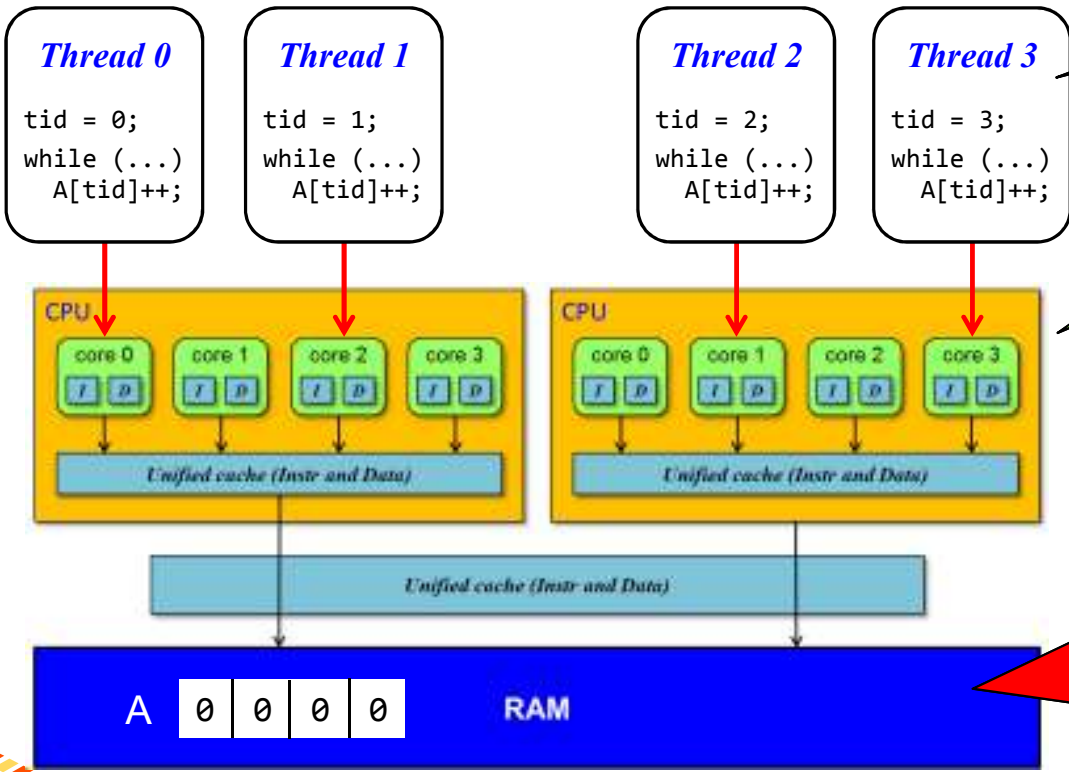 Thread 0
tid = 0;
while (...)
A[tid]++;
Thread 1
tid = 1;
while (...)
A[tid]++;
Thread 2
tid = 2;
while (...)
A[tid]++;
Thread 3
tid = 3;
while (...)
A[tid]++;
CPU
core 0
I D
core 1
I D
core 2
I D
core 3
I D
Unified cache (Instr and Data)
CPU
core 0
I D
core 1
I D
core 2
I D
core 3
I D
Unified cache (Instr and Data)
Unified cache (Instr and Data)
A 0 0 0 0 RAM